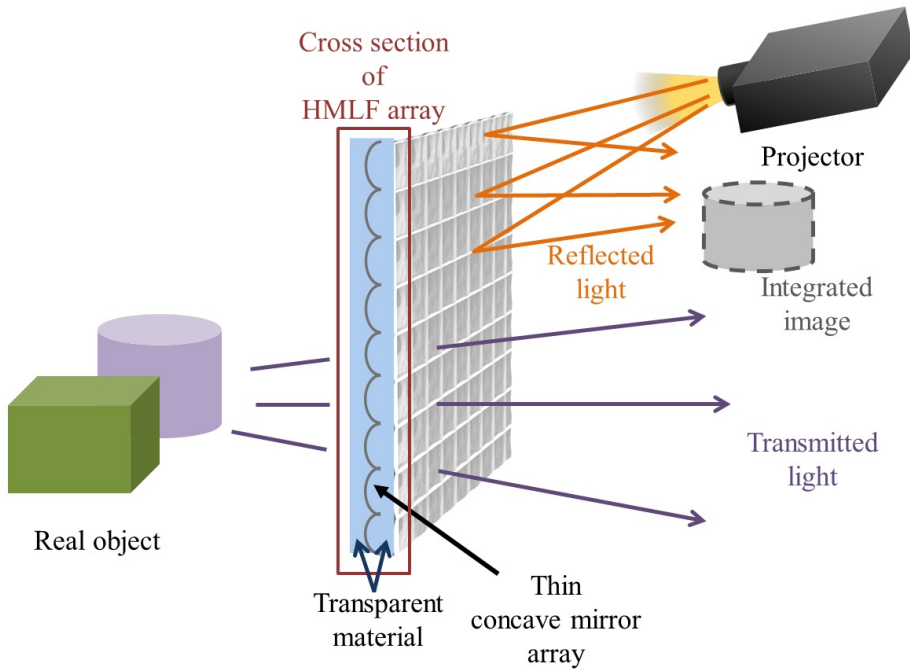 Cross section
of
HMLF array
Projector
Reflected
light
Integrated
image
Transmitted
light
Real object
Transparent
material
Thin
concave mirror
array